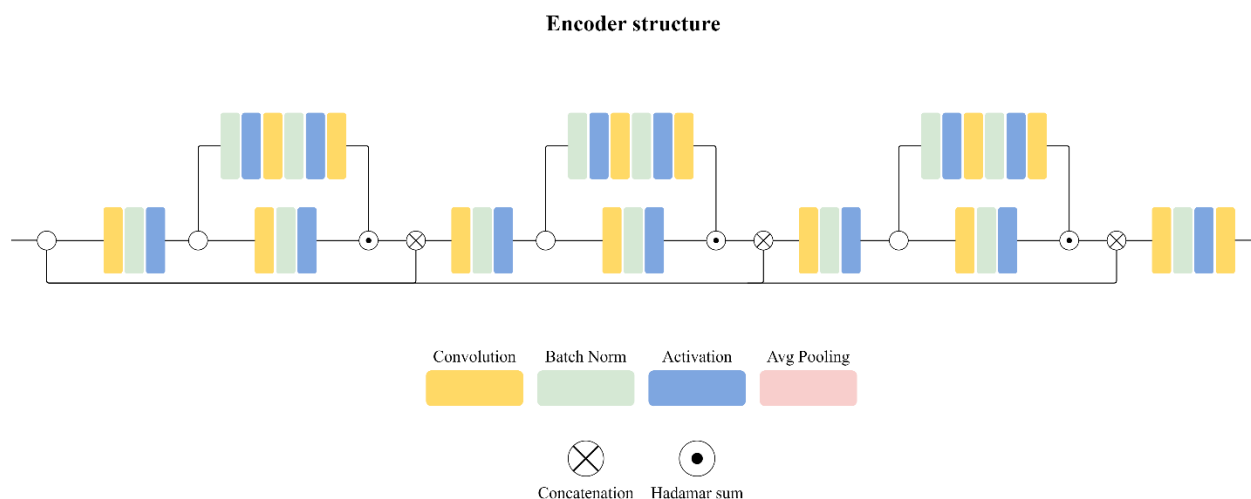 Encoder structure
Convolution
Batch Norm
Activation
Avg Pooling
Concatenation
Hadamar sum